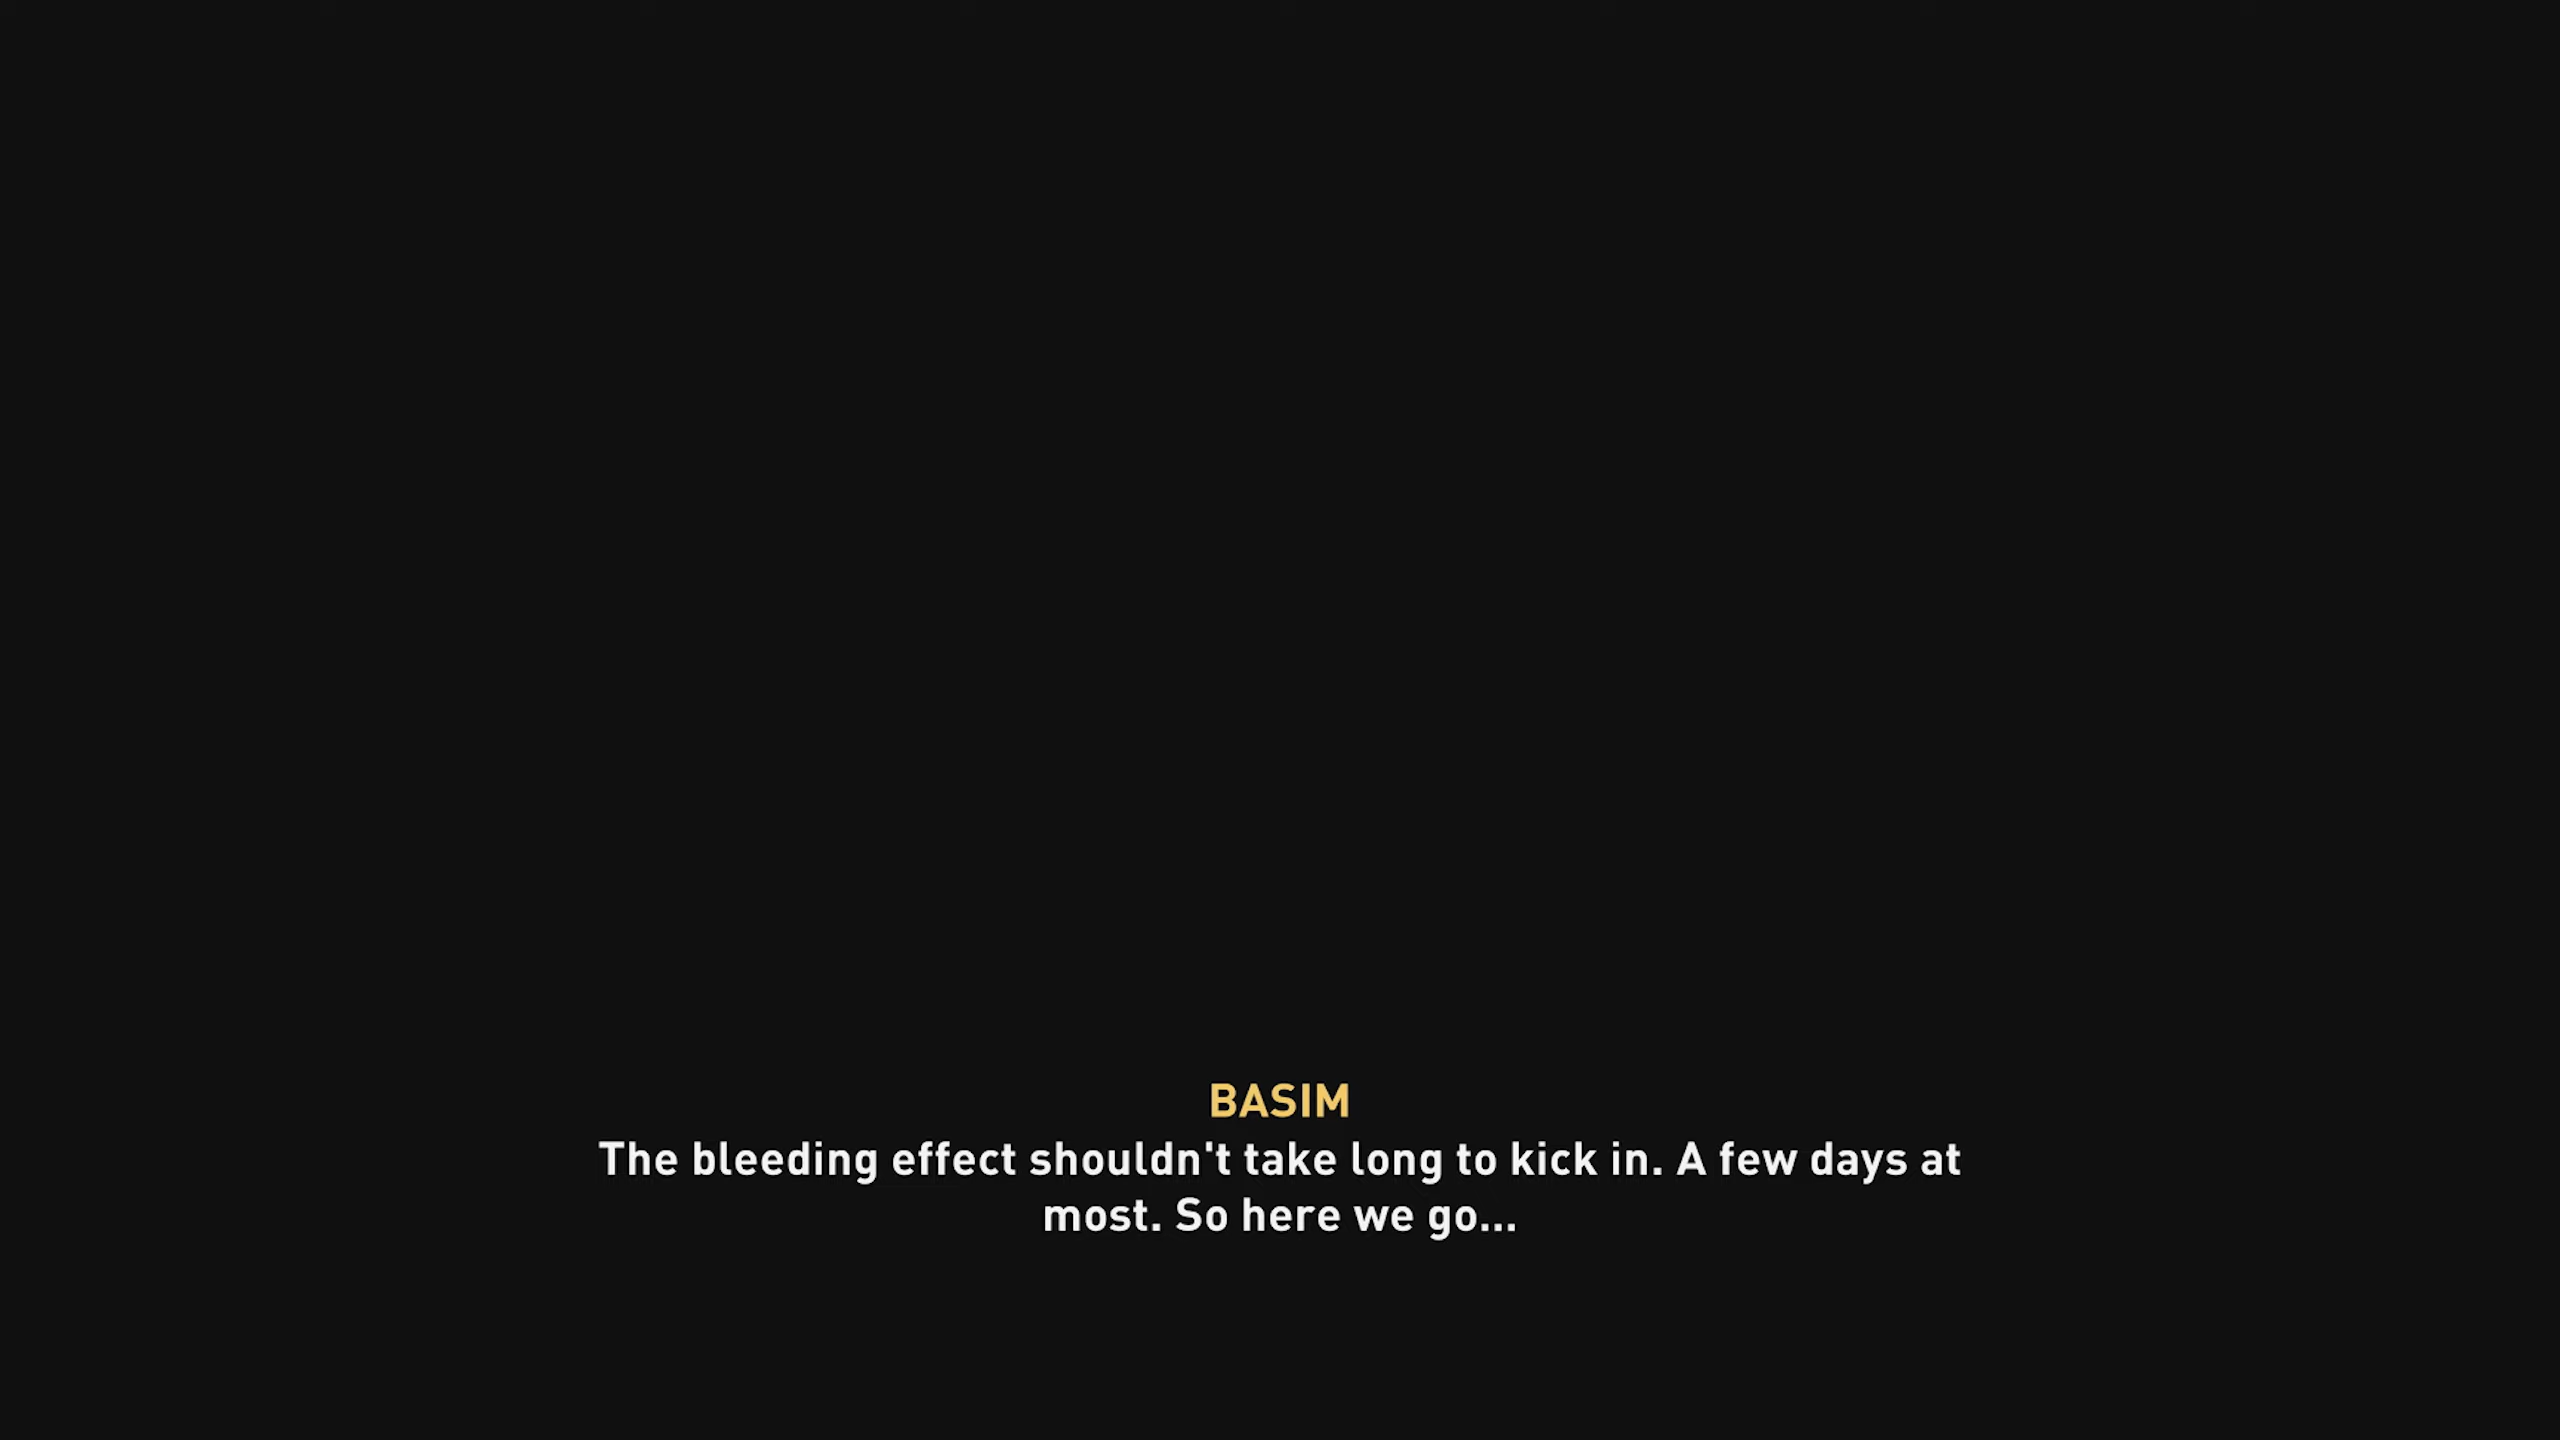 BASIM
The bleeding effect shouldn't take long to kick in. A few days at
most. So here we go...